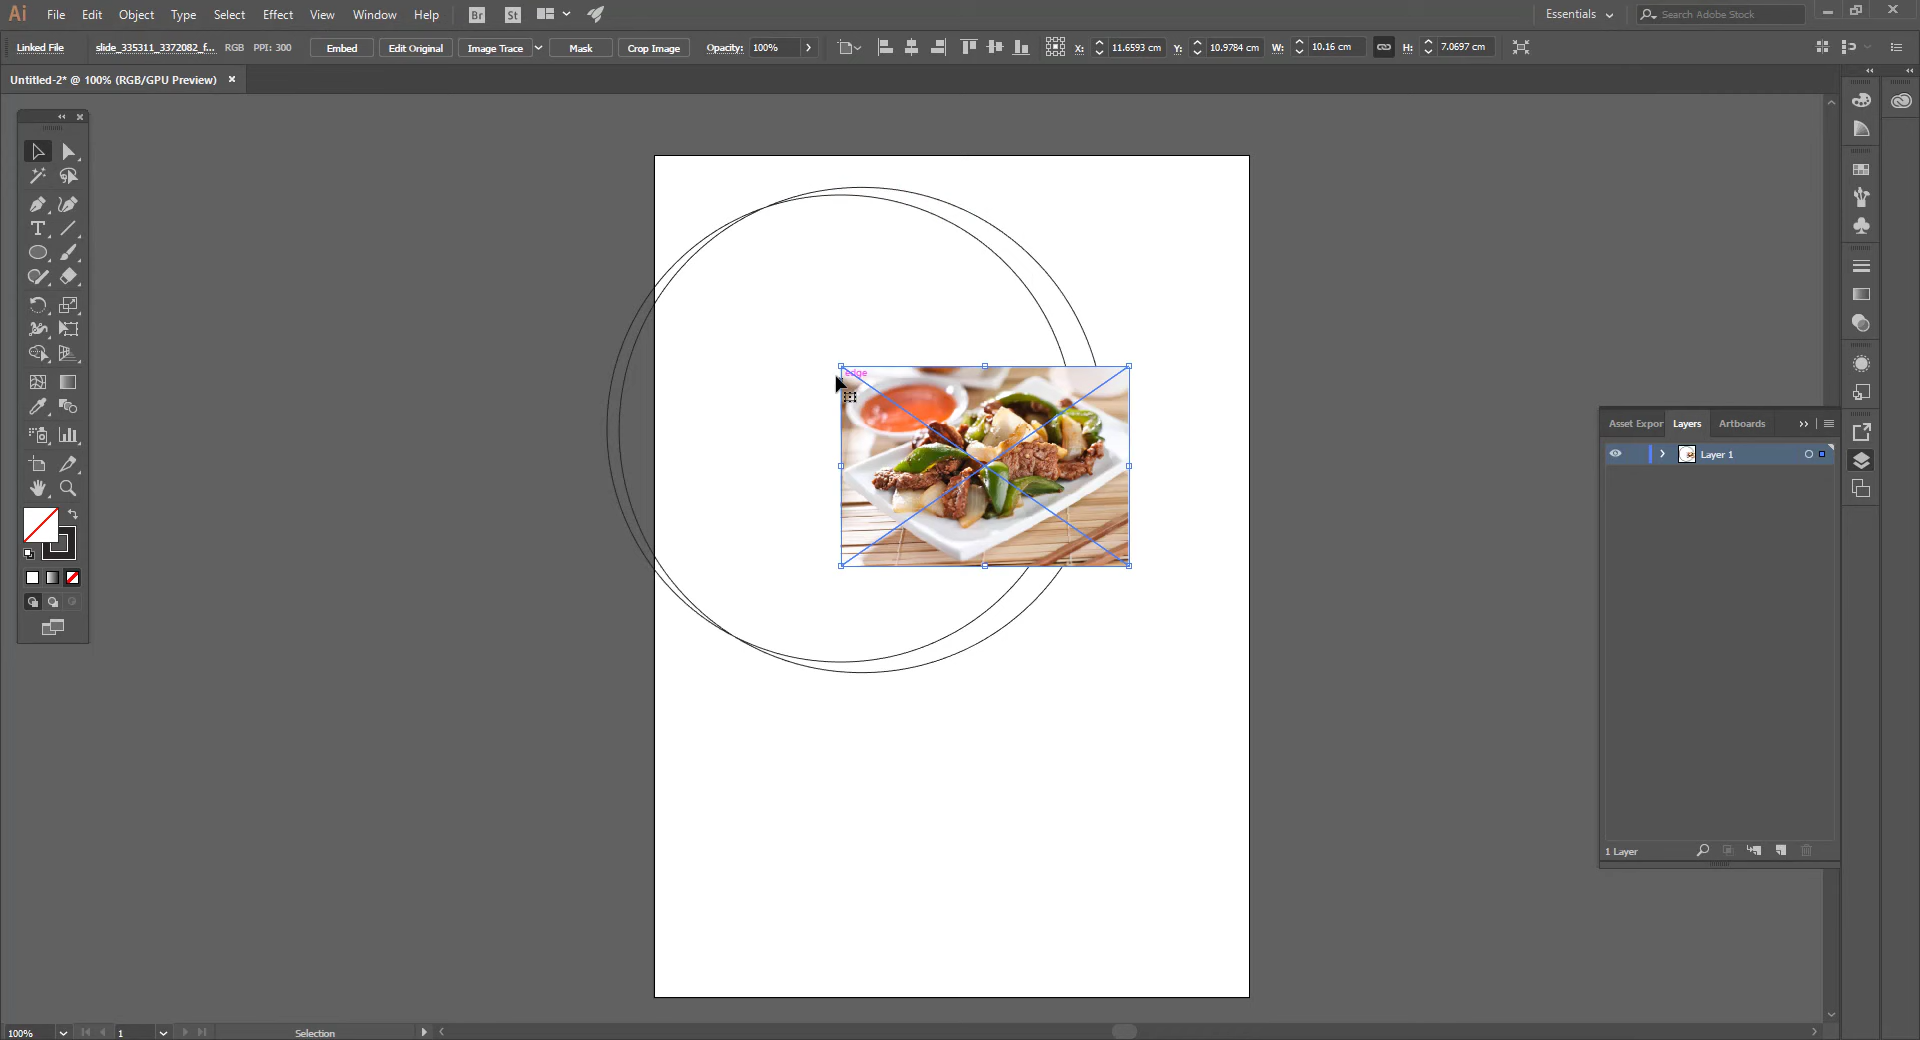 Ai File Edit Object Type Select Effect View Window Help Br St Essentials Search Adobe Stock
Linked File slide_335311_3372082_f... RGB PPI: 300 Embed Edit Original Image Trace Mask Crop Image Opacity: 100% X: 11.6593 cm Y: 10.9784 cm W: 10.16 cm H: 7.0697 cm
Untitled-2* @ 100% (RGB/GPU Preview)
edge
Asset Expor Layers Artboards
Layer 1
1 Layer
100% 1 Selection